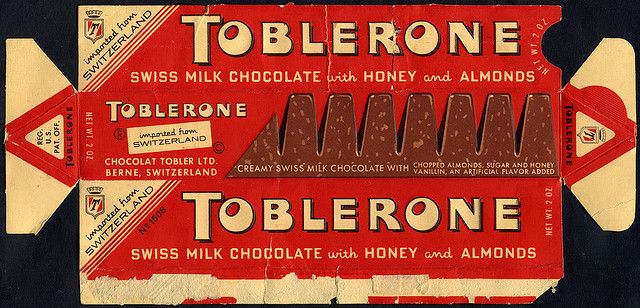 imported from
SWITZERLAND
TOBLERONE
NET WT. 2 OZ.
SWISS MILK CHOCOLATE with HONEY and ALMONDS
REG.
U.S.
PAT. OFF.
TOBLERONE
NET WT. 2 OZ.
TOBLERONE
®
imported from
SWITZERLAND
©
CHOCOLAT TOBLER LTD.
BERNE, SWITZERLAND
CREAMY SWISS MILK CHOCOLATE WITH
CHOPPED ALMONDS, SUGAR AND HONEY
VANILLIN, AN ARTIFICIAL FLAVOR ADDED
TOBLERONE
T
imported from
SWITZERLAND
No 1508
TOBLERONE
NET WT. 2 OZ.
SWISS MILK CHOCOLATE with HONEY and ALMONDS